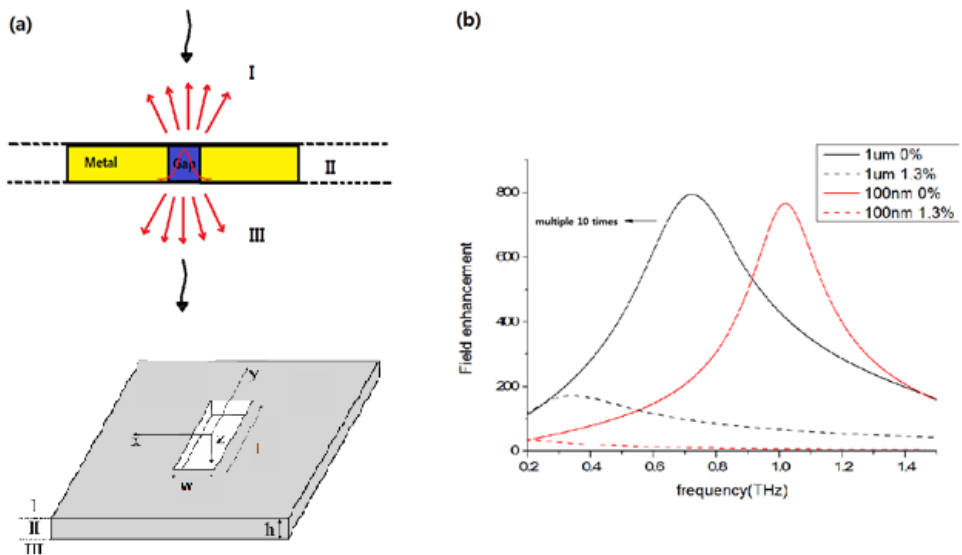 (a)
I
Metal
Gap
II
III
y
x
z
l
w
I
II
III
h
(b)
1um 0%
1um 1.3%
100nm 0%
100nm 1.3%
multiple 10 times
Field enhancement
800
600
400
200
0
0.2 0.4 0.6 0.8 1.0 1.2 1.4
frequency(THz)